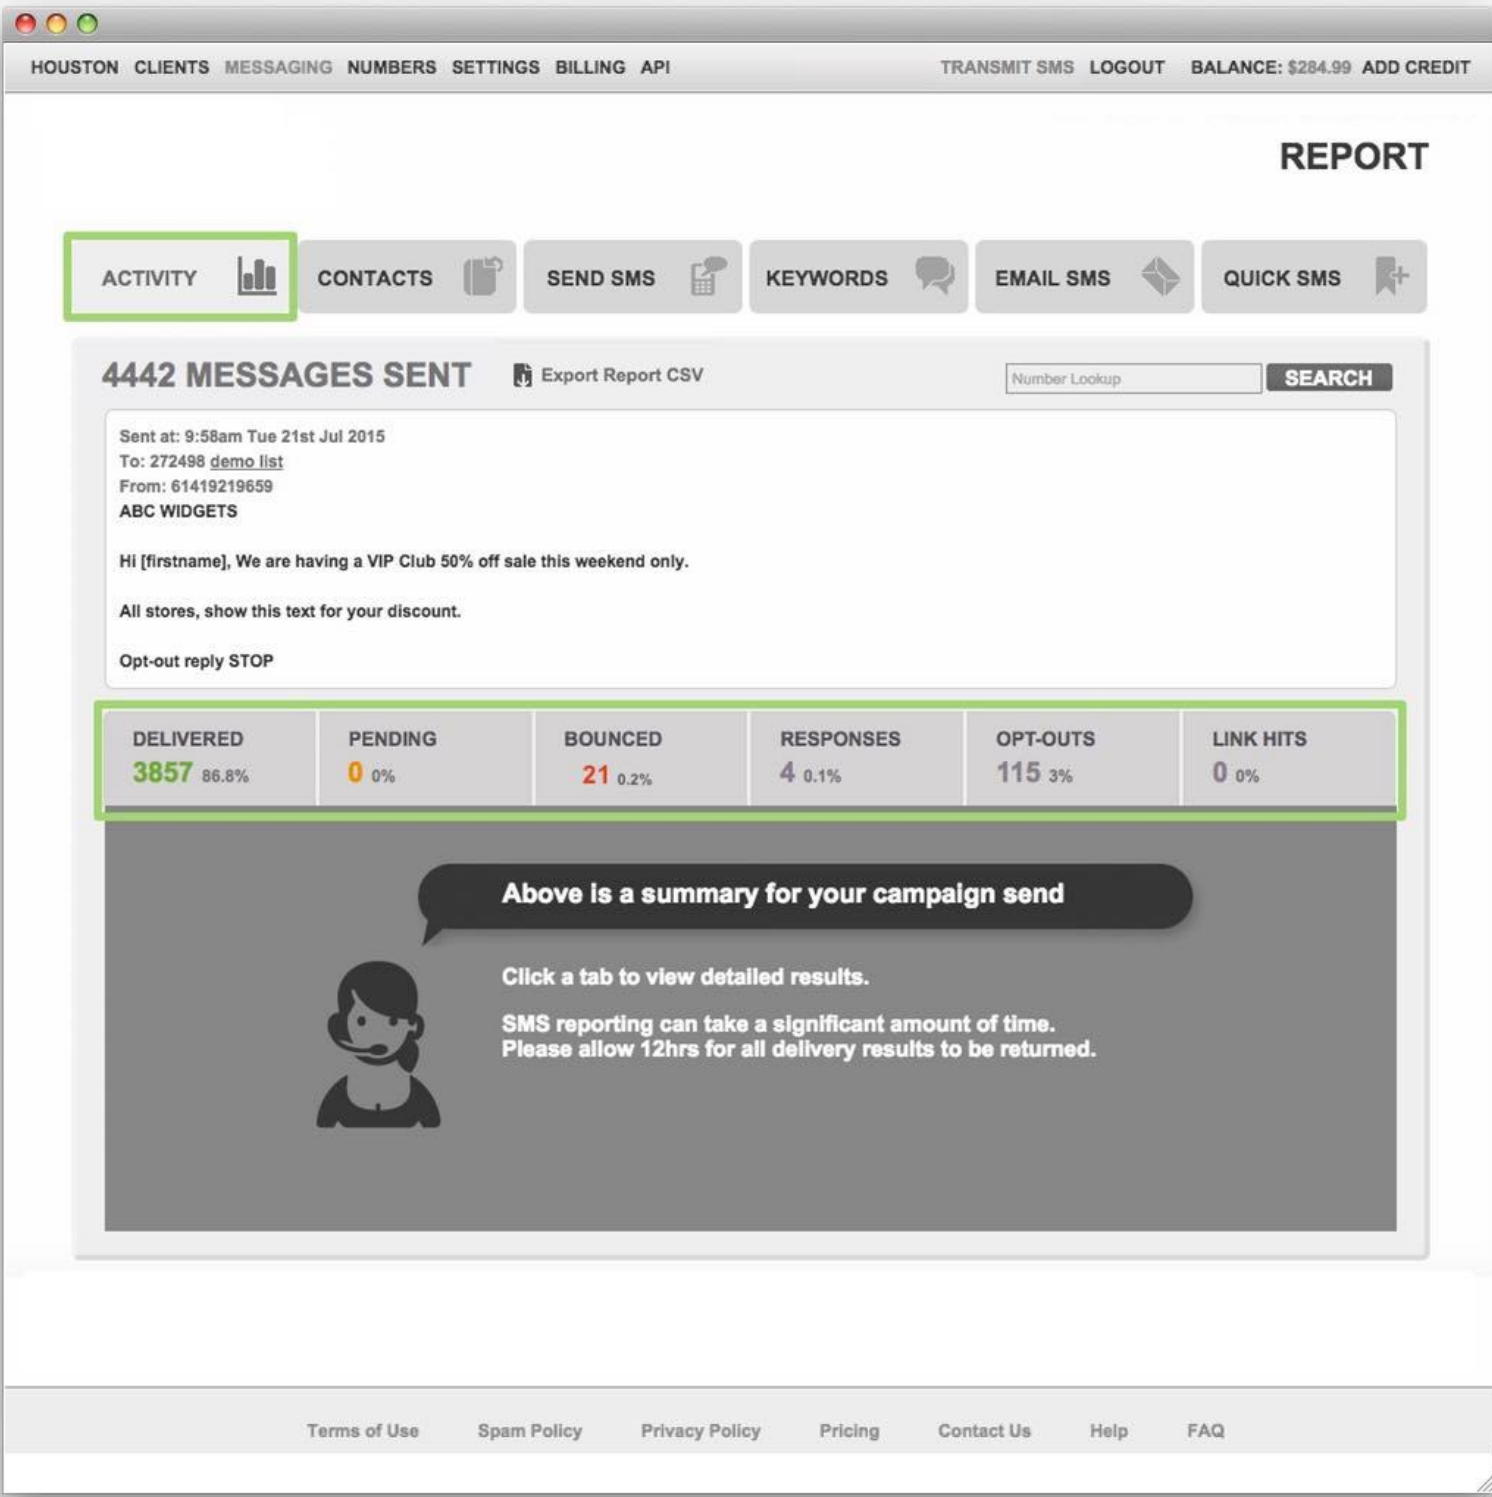 HOUSTON CLIENTS MESSAGING NUMBERS SETTINGS BILLING API TRANSMIT SMS LOGOUT BALANCE: $284.99 ADD CREDIT
REPORT
ACTIVITY CONTACTS SEND SMS KEYWORDS EMAIL SMS QUICK SMS
4442 MESSAGES SENT Export Report CSV Number Lookup SEARCH
Sent at: 9:58am Tue 21st Jul 2015
To: 272498 demo list
From: 61419219659
ABC WIDGETS
Hi [firstname], We are having a VIP Club 50% off sale this weekend only.
All stores, show this text for your discount.
Opt-out reply STOP
DELIVERED PENDING BOUNCED RESPONSES OPT-OUTS LINK HITS
3857 86.8% 0 0% 21 0.2% 4 0.1% 115 3% 0 0%
Above is a summary for your campaign send
Click a tab to view detailed results.
SMS reporting can take a significant amount of time.
Please allow 12hrs for all delivery results to be returned.
Terms of Use Spam Policy Privacy Policy Pricing Contact Us Help FAQ